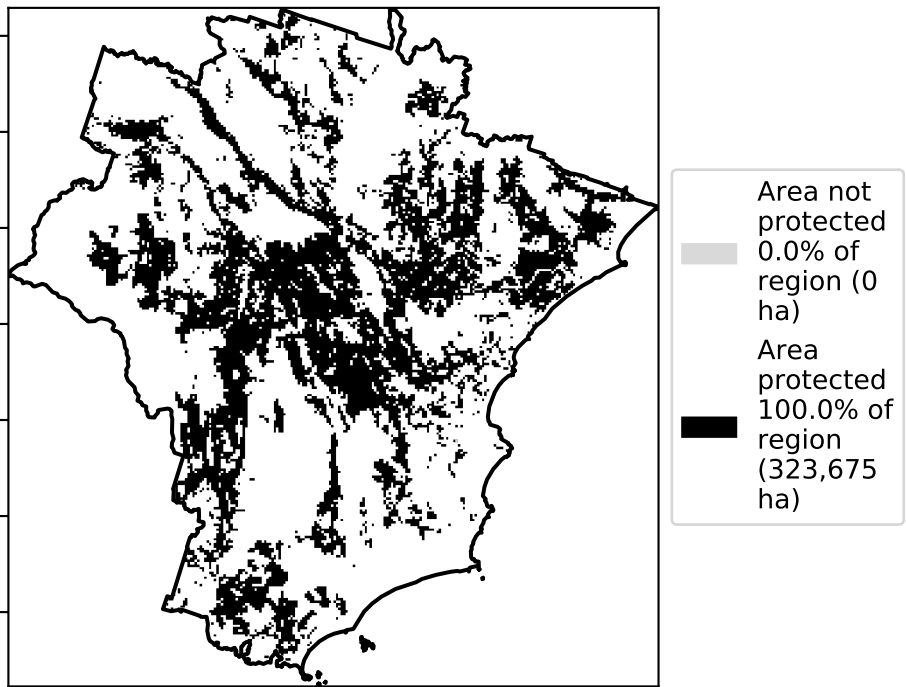 Area not
protected
0.0% of
region (0
ha)
Area
protected
100.0% of
region
(323,675
ha)